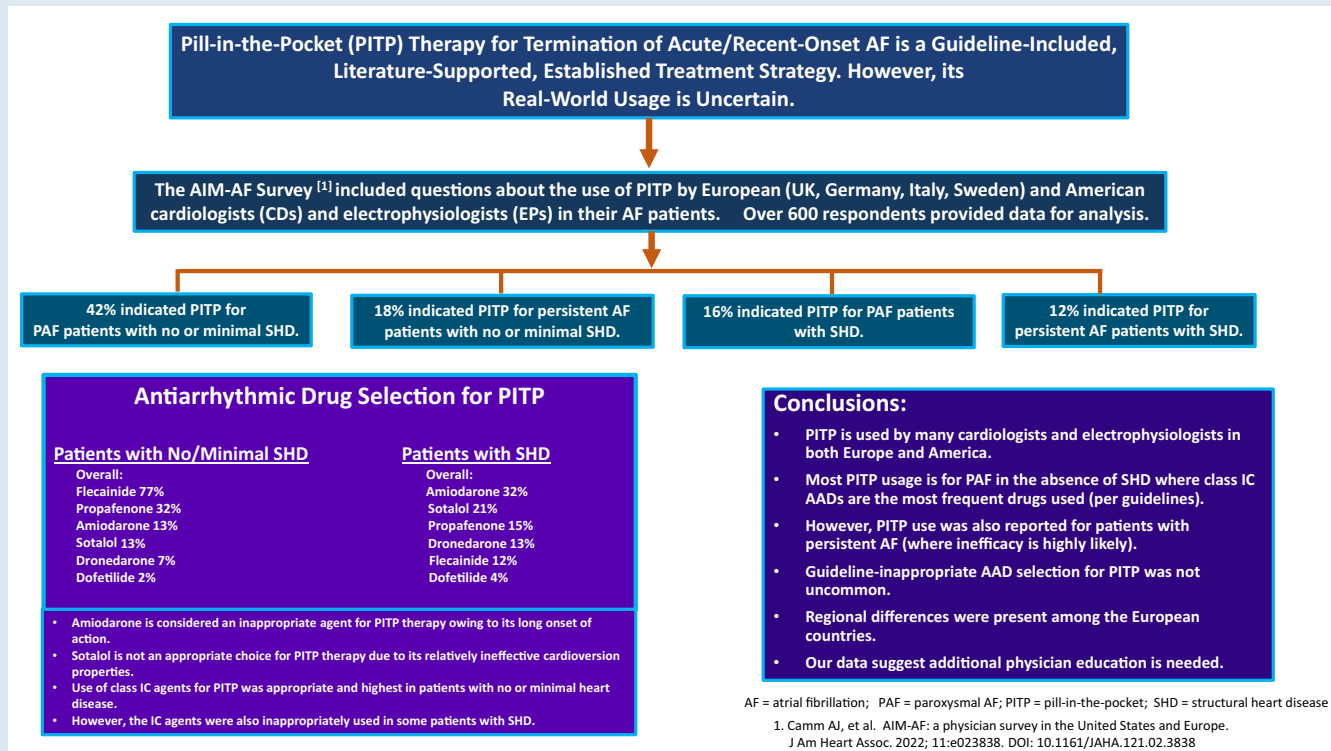 Pill-in-the-Pocket (PITP) Therapy for Termination of Acute/Recent-Onset AF is a Guideline-Included,
Literature-Supported, Established Treatment Strategy. However, its
Real-World Usage is Uncertain.
The AIM-AF Survey [1] included questions about the use of PITP by European (UK, Germany, Italy, Sweden) and American
cardiologists (CDs) and electrophysiologists (EPs) in their AF patients. Over 600 respondents provided data for analysis.
42% indicated PITP for
PAF patients with no or minimal SHD.
18% indicated PITP for persistent AF
patients with no or minimal SHD.
16% indicated PITP for PAF patients
with SHD.
12% indicated PITP for
persistent AF patients with SHD.
Antiarrhythmic Drug Selection for PITP
Patients with No/Minimal SHD
Overall:
Flecainide 77%
Propafenone 32%
Amiodarone 13%
Sotalol 13%
Dronedarone 7%
Dofetilide 2%
Patients with SHD
Overall:
Amiodarone 32%
Sotalol 21%
Propafenone 15%
Dronedarone 13%
Flecainide 12%
Dofetilide 4%
• Amiodarone is considered an inappropriate agent for PITP therapy owing to its long onset of
action.
• Sotalol is not an appropriate choice for PITP therapy due to its relatively ineffective cardioversion
properties.
• Use of class IC agents for PITP was appropriate and highest in patients with no or minimal heart
disease.
• However, the IC agents were also inappropriately used in some patients with SHD.
Conclusions:
• PITP is used by many cardiologists and electrophysiologists in
both Europe and America.
• Most PITP usage is for PAF in the absence of SHD where class IC
AADs are the most frequent drugs used (per guidelines).
• However, PITP use was also reported for patients with
persistent AF (where inefficacy is highly likely).
• Guideline-inappropriate AAD selection for PITP was not
uncommon.
• Regional differences were present among the European
countries.
• Our data suggest additional physician education is needed.
AF = atrial fibrillation; PAF = paroxysmal AF; PITP = pill-in-the-pocket; SHD = structural heart disease
1. Camm AJ, et al. AIM-AF: a physician survey in the United States and Europe.
J Am Heart Assoc. 2022; 11:e023838. DOI: 10.1161/JAHA.121.02.3838